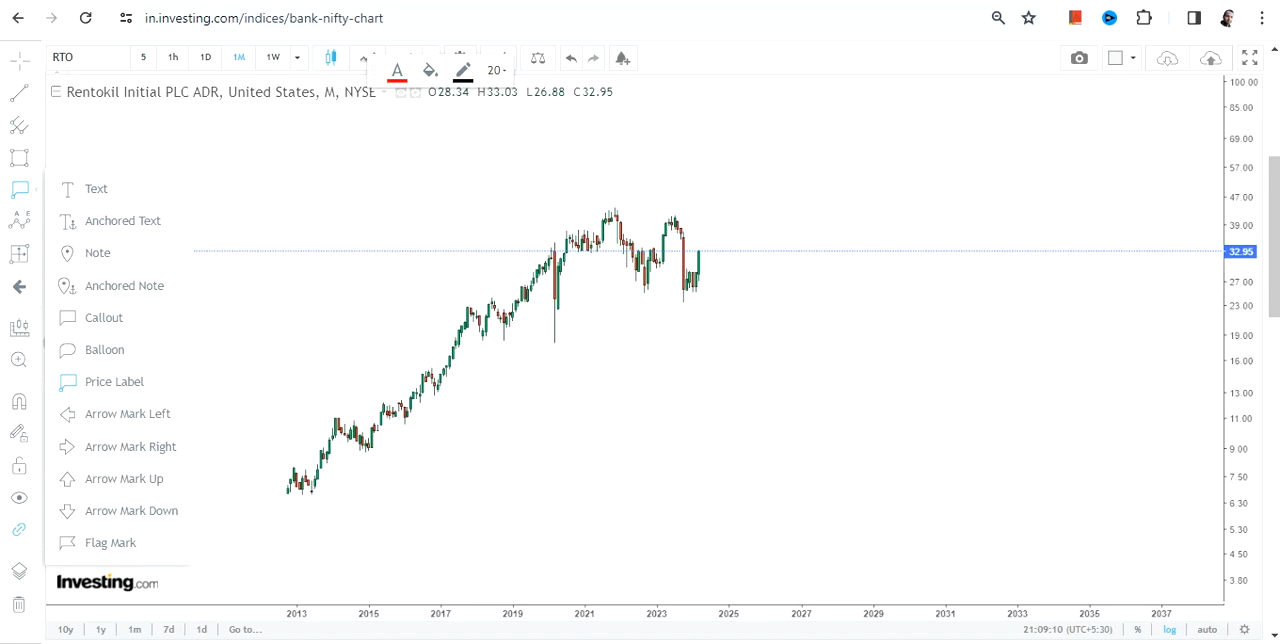 in.investing.com/indices/bank-nifty-chart
RTO 5 1h 1D 1M 1W
A 20
Rentokil Initial PLC ADR, United States, M, NYSE O28.34 H33.03 L26.88 C32.95
Text
Anchored Text
Note
Anchored Note
Callout
Balloon
Price Label
Arrow Mark Left
Arrow Mark Right
Arrow Mark Up
Arrow Mark Down
Flag Mark
100.00
85.00
69.00
57.00
47.00
39.00
32.95
27.00
23.00
19.00
16.00
13.00
11.00
9.00
7.50
6.30
5.30
4.50
3.80
Investing.com
2013 2015 2017 2019 2021 2023 2025 2027 2029 2031 2033 2035 2037
10y 1y 1m 7d 1d Go to... 21:09:10 (UTC+5:30) % log auto